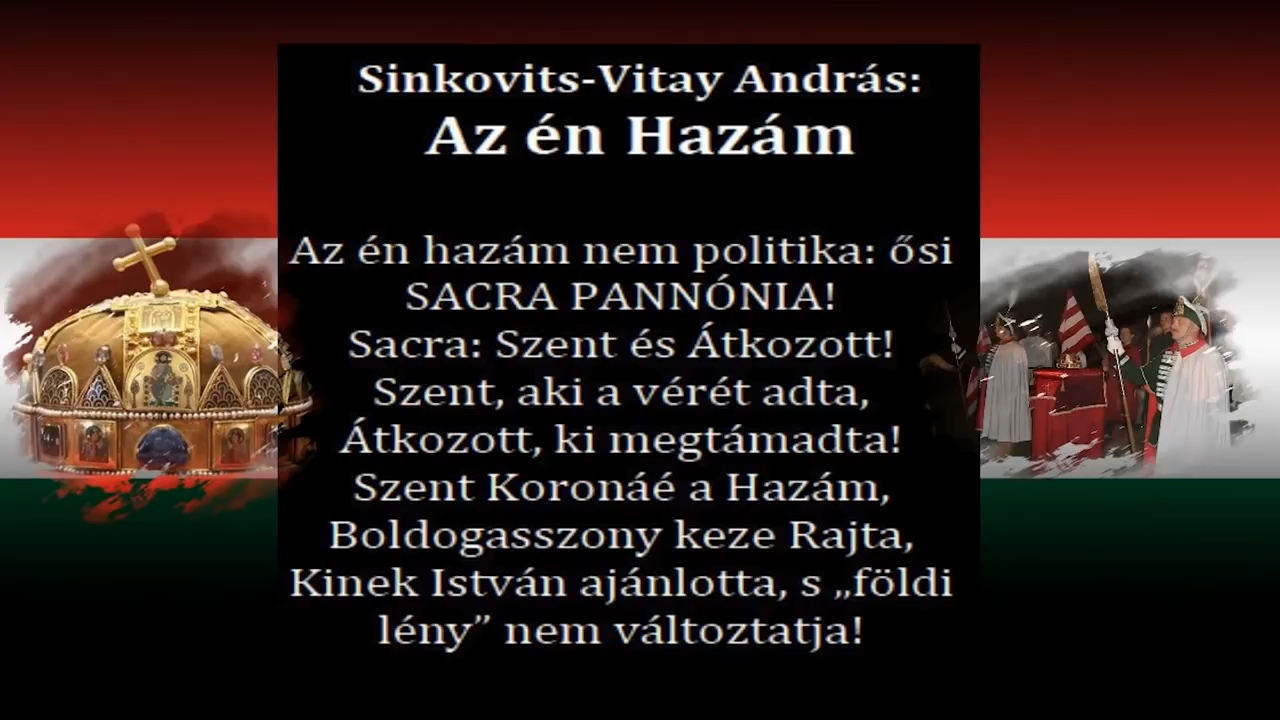 Sinkovits-Vitay András:
Az én Hazám
Az én hazám nem politika: ősi
SACRA PANNÓNIA!
Sacra: Szent és Átkozott!
Szent, aki a vérét adta,
Átkozott, ki megtámadta!
Szent Koronáé a Hazám,
Boldogasszony keze Rajta,
Kinek István ajánlotta, s „földi
lény” nem változtatja!